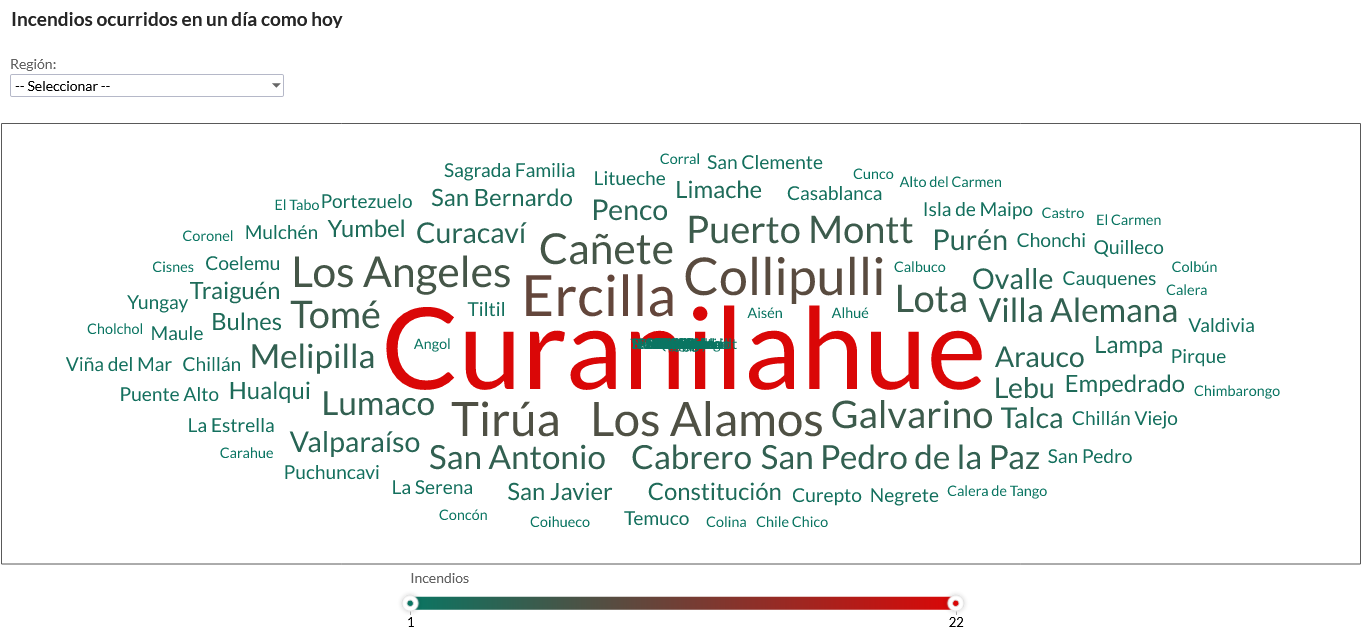 Incendios ocurridos en un día como hoy
Región:
-- Seleccionar --
Corral
San Clemente
Sagrada Familia
Litueche
Cunco
Alto del Carmen
Limache
Casablanca
El Tabo
Portezuelo
San Bernardo
Penco
Isla de Maipo
Castro
El Carmen
Coronel
Mulchén
Yumbel
Curacaví
Cañete
Puerto Montt
Purén
Chonchi
Quilleco
Cisnes
Coelemu
Los Angeles
Ercilla
Collipulli
Calbuco
Ovalle
Cauquenes
Colbún
Calera
Yungay
Traiguén
Tomé
Tiltil
Lota
Villa Alemana
Aisén
Alhué
Valdivia
Cholchol
Maule
Bulnes
Angol
Curanilahue
Lampa
Pirque
Arauco
Viña del Mar
Chillán
Melipilla
Puente Alto
Hualqui
Lebu
Empedrado
Chimbarongo
Lumaco
Tirúa
Los Alamos
Galvarino
Talca
Chillán Viejo
La Estrella
Carahue
Valparaíso
San Antonio
Cabrero
San Pedro de la Paz
San Pedro
Puchuncavi
La Serena
San Javier
Constitución
Curepto
Negrete
Calera de Tango
Concón
Coihueco
Temuco
Colina
Chile Chico
Incendios
1
22